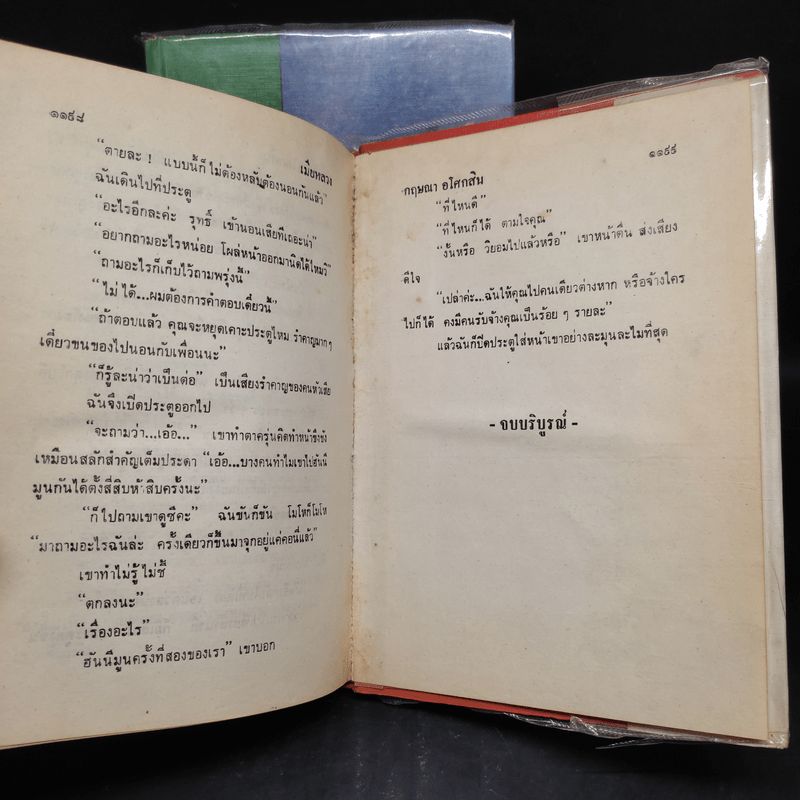 ๑๑๙๘
เมียหลวง
“ตายละ ! แบบนี้ก็ไม่ต้องหลับต้องนอนกันแล้ว”
ฉันเดินไปที่ประตู
“อะไรอีกละค่ะ รุทธิ์ เข้านอนเสียทีเถอะน่า”
“อยากถามอะไรหน่อย โผล่หน้าออกมานิดได้ไหมวิ”
“ถามอะไรก็เก็บไว้ถามพรุ่งนี้”
“ไม่ได้...ผมต้องการคำตอบเดี๋ยวนี้”
“ถ้าตอบแล้ว คุณจะหยุดเคาะประตูไหม รำคาญมากๆ
เดี๋ยวขนของไปนอนกับเพื่อนนะ”
“ก็รู้ละน่าว่าเป็นต่อ” เป็นเสียงรำคาญของคนหัวเสีย
ฉันจึงเปิดประตูออกไป
“จะถามว่า...เอ้อ...” เขาทำตาครุ่นคิดทำหน้าขึงขัง
เหมือนสลักสำคัญเต็มประดา “เอ้อ...บางคนทำไมเขาไปฮันนี่
มูนกันได้ตั้งสี่สิบห้าสิบครั้งนะ”
“ก็ไปถามเขาดูซีคะ” ฉันขันก็ขัน โมโหก็โมโห
“มาถามอะไรฉันล่ะ ครั้งเดียวก็ขึ้นมาจุกอยู่แค่คอนี่แล้ว”
เขาทำไม่รู้ไม่ชี้
“ตกลงนะ”
“เรื่องอะไร”
“ฮันนีมูนครั้งที่สองของเรา” เขาบอก
กฤษณา อโศกสิน
๑๑๙๙
“ที่ไหนดี”
“ที่ไหนก็ได้ ตามใจคุณ”
“งั้นหรือ วิยอมไปแล้วหรือ” เขาหน้าตื่น ส่งเสียง
ดีใจ
“เปล่าค่ะ...ฉันให้คุณไปคนเดียวต่างหาก หรือจ้างใคร
ไปก็ได้ คงมีคนรับจ้างคุณเป็นร้อย ๆ รายละ”
แล้วฉันก็ปิดประตูใส่หน้าเขาอย่างละมุนละไมที่สุด
- จบบริบูรณ์ -